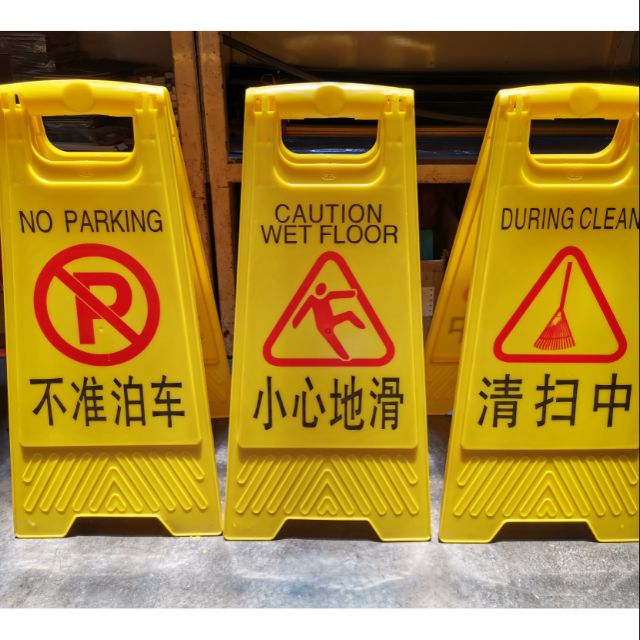 NO PARKING
P
不准泊车
CAUTION
WET FLOOR
小心地滑
DURING CLEAN
清扫中